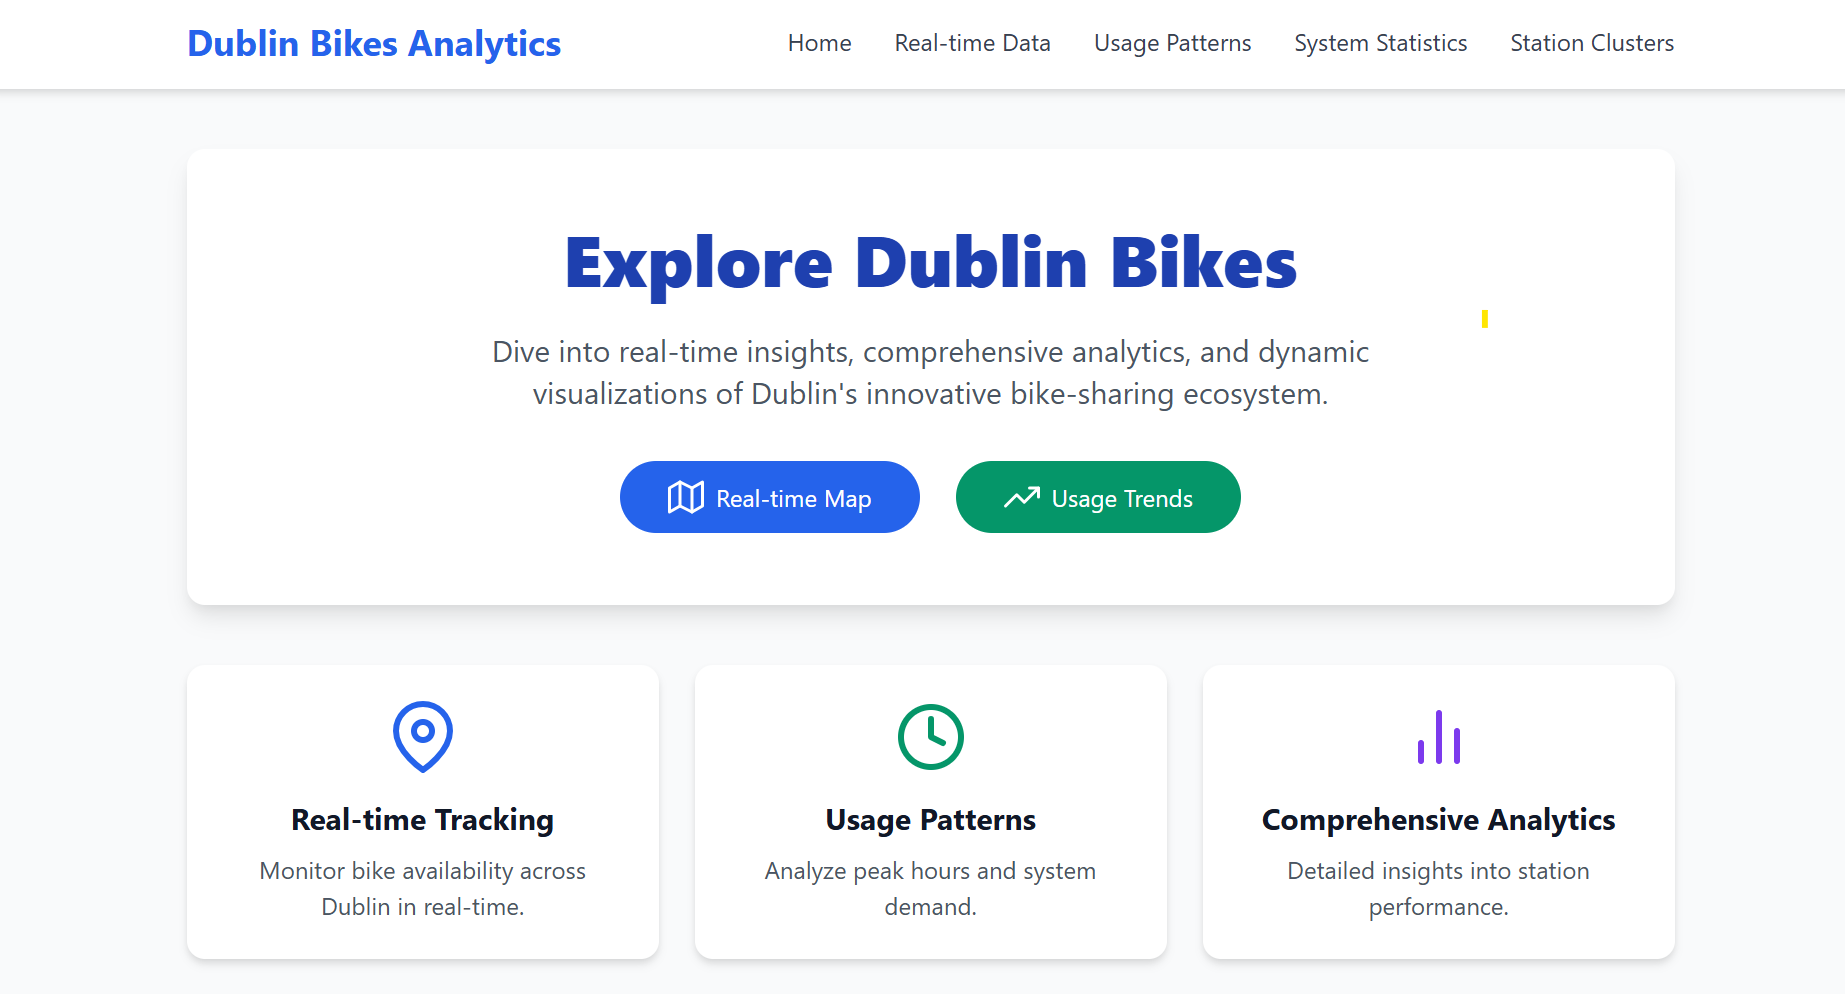 Dublin Bikes Analytics
Home
Real-time Data
Usage Patterns
System Statistics
Station Clusters
Explore Dublin Bikes
Dive into real-time insights, comprehensive analytics, and dynamic
visualizations of Dublin's innovative bike-sharing ecosystem.
Real-time Map
Usage Trends
Real-time Tracking
Monitor bike availability across
Dublin in real-time.
Usage Patterns
Analyze peak hours and system
demand.
Comprehensive Analytics
Detailed insights into station
performance.